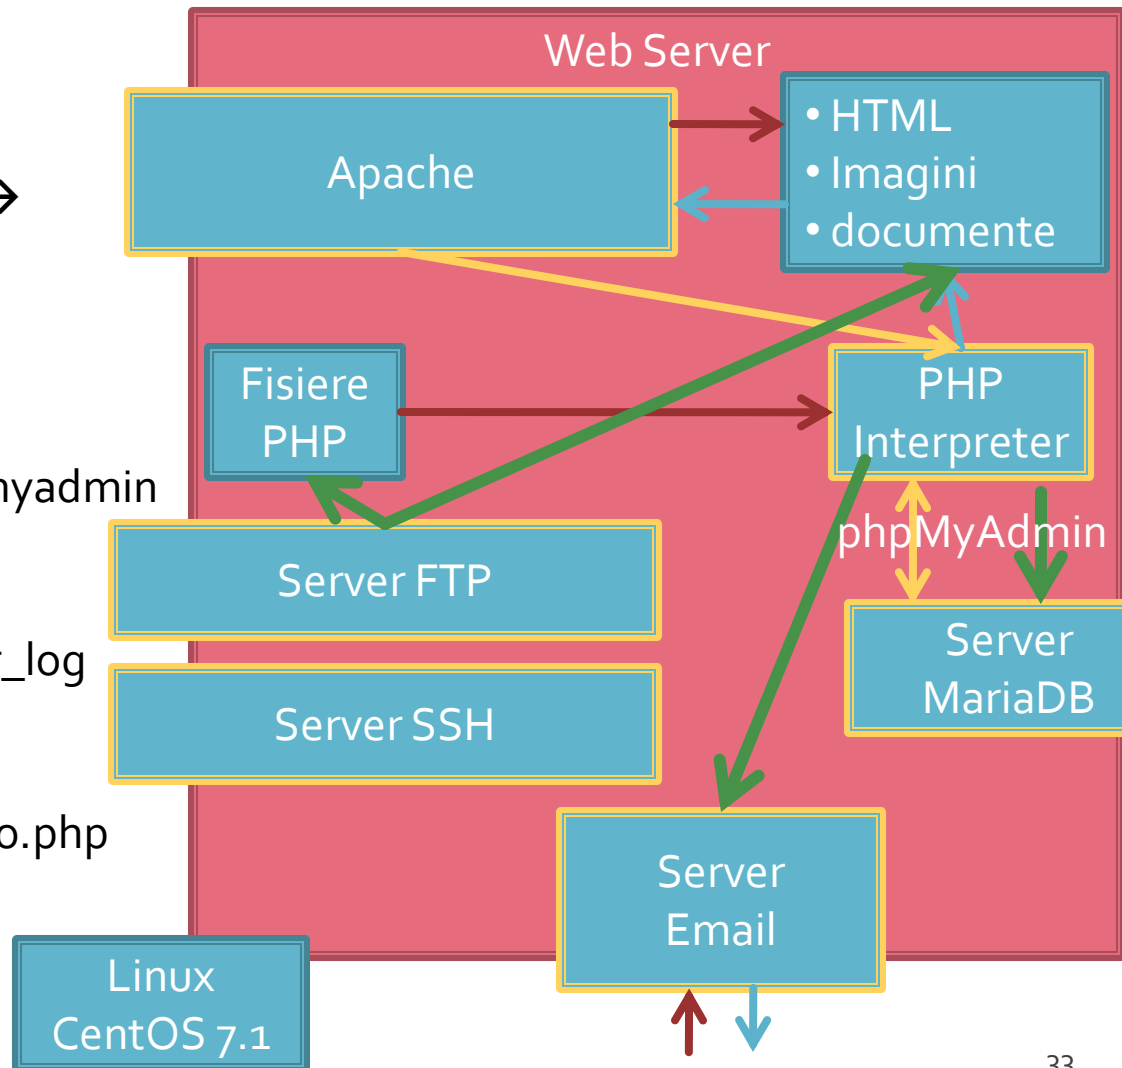 Web Server
Apache
• HTML
• Imagini
• documente
→
Fisiere
PHP
PHP
Interpreter
nyadmin
phpMyAdmin
Server FTP
Server
MariaDB
_log
Server SSH
o.php
Server
Email
Linux
CentOS 7.1
33